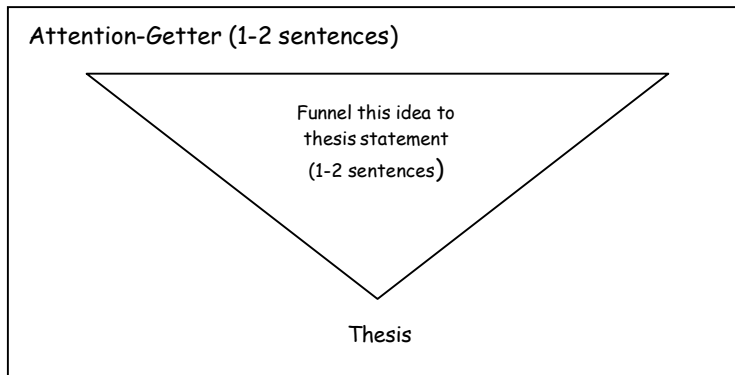 Attention-Getter (1-2 sentences)
Funnel this idea to
thesis statement
(1-2 sentences)
Thesis